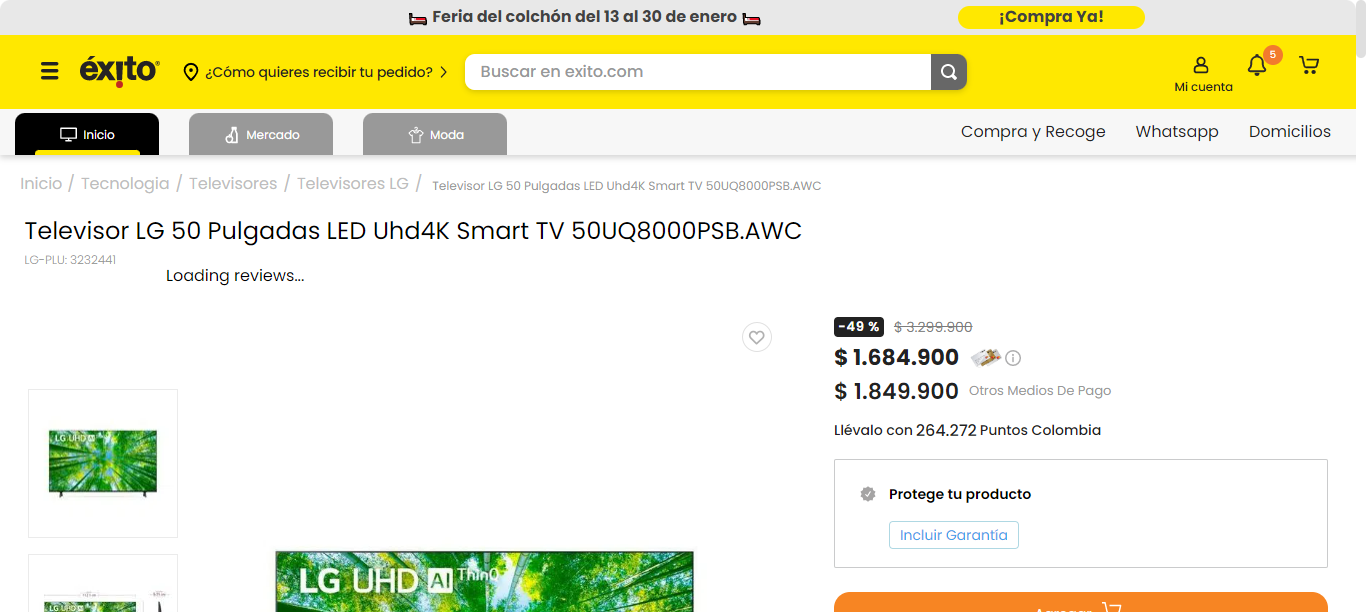 Feria del colchón del 13 al 30 de enero
¡Compra Ya!
éxito
¿Cómo quieres recibir tu pedido?
Buscar en exito.com
Mi cuenta
5
Inicio
Mercado
Moda
Compra y Recoge
Whatsapp
Domicilios
Inicio / Tecnologia / Televisores / Televisores LG / Televisor LG 50 Pulgadas LED Uhd4K Smart TV 50UQ8000PSB.AWC
Televisor LG 50 Pulgadas LED Uhd4K Smart TV 50UQ8000PSB.AWC
LG-PLU: 3232441
Loading reviews...
-49 % $ 3.299.900
$ 1.684.900
$ 1.849.900 Otros Medios De Pago
Llévalo con 264.272 Puntos Colombia
Protege tu producto
Incluir Garantía
Agregar
LG UHD AI
LG UHD AI ThinQ
LG UHD AI